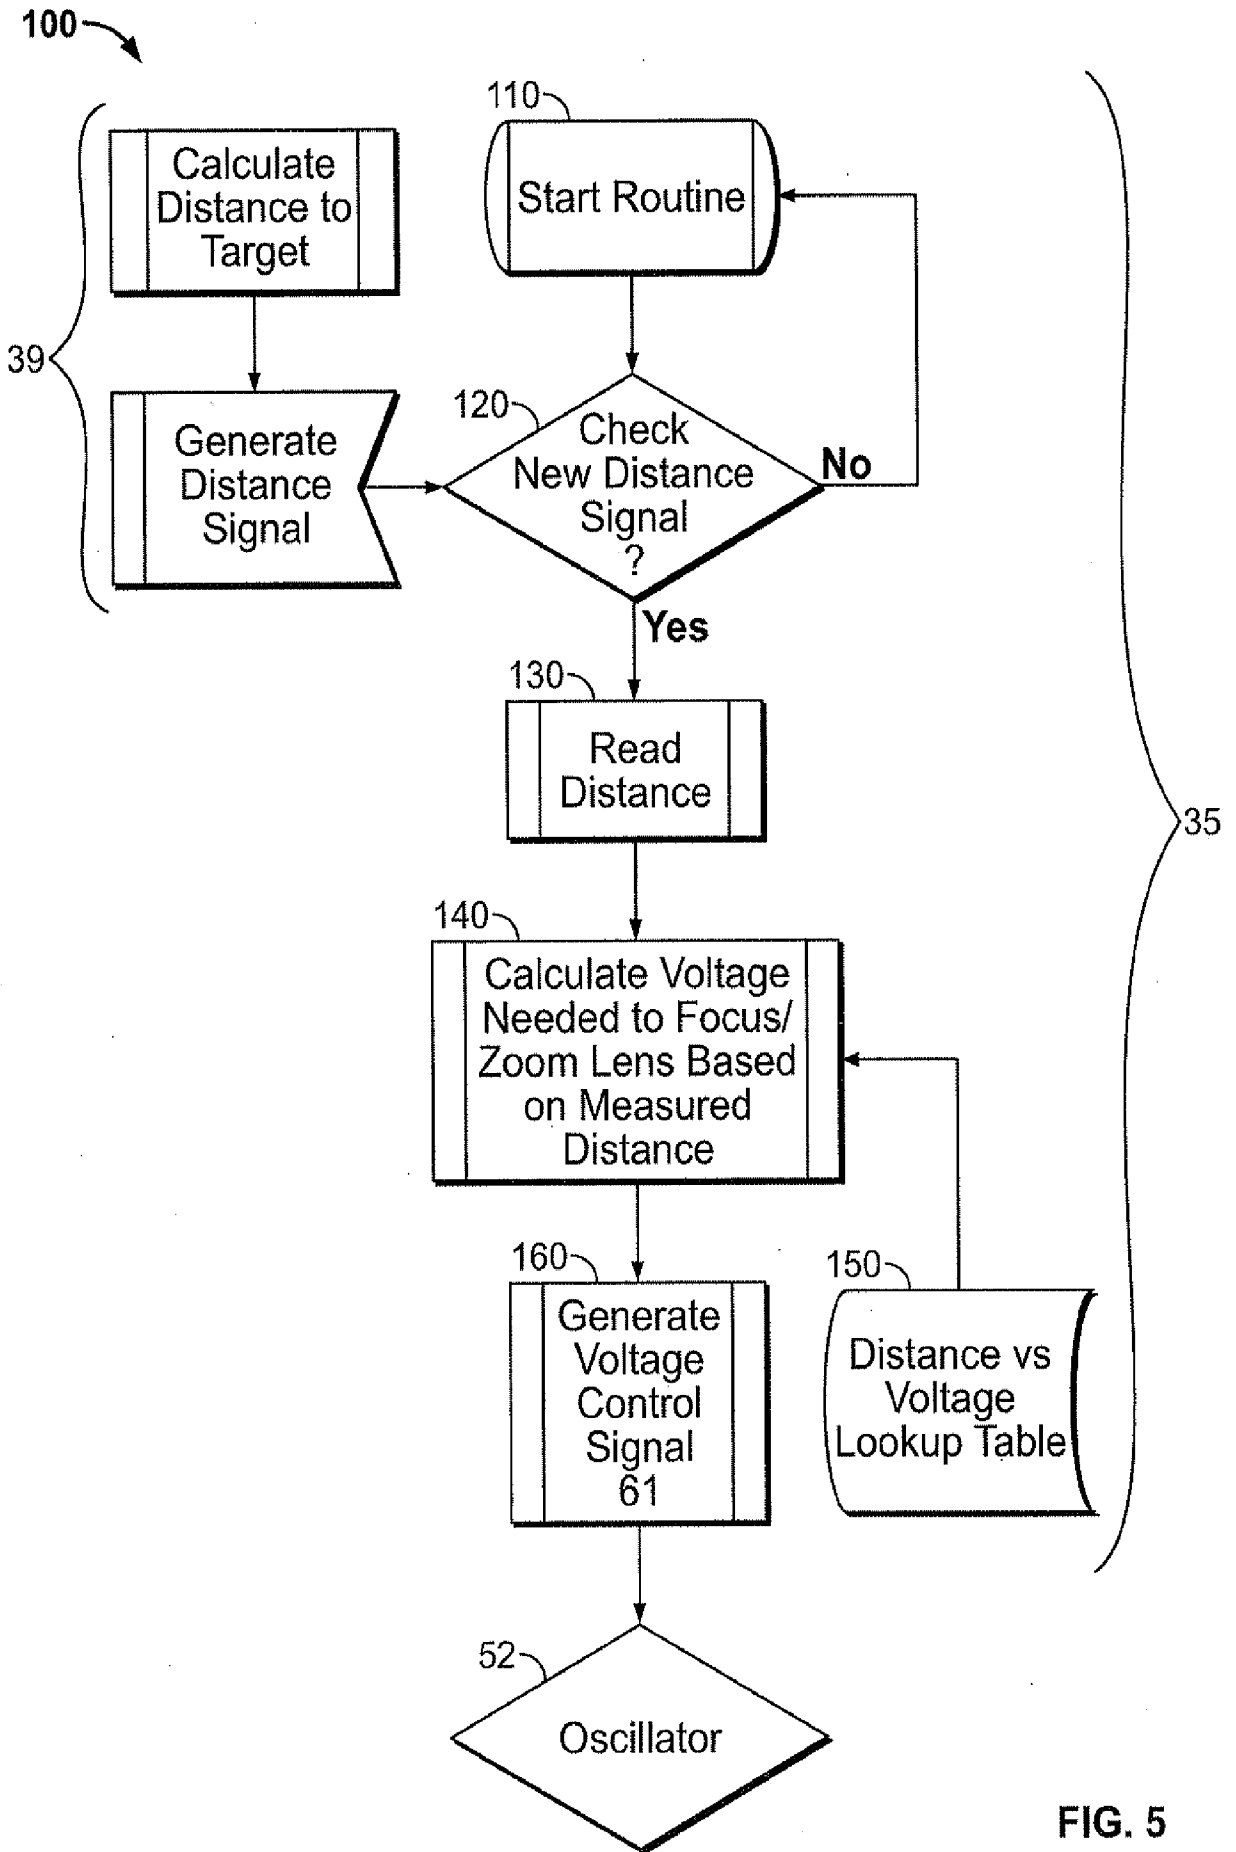 100
110
Calculate
Distance to
Target
Start Routine
39
120
Generate
Distance
Signal
Check
New Distance
Signal
?
No
Yes
130
Read
Distance
35
140
Calculate Voltage
Needed to Focus/
Zoom Lens Based
on Measured
Distance
160
150
Generate
Voltage
Control
Signal
61
Distance vs
Voltage
Lookup Table
52
Oscillator
FIG. 5